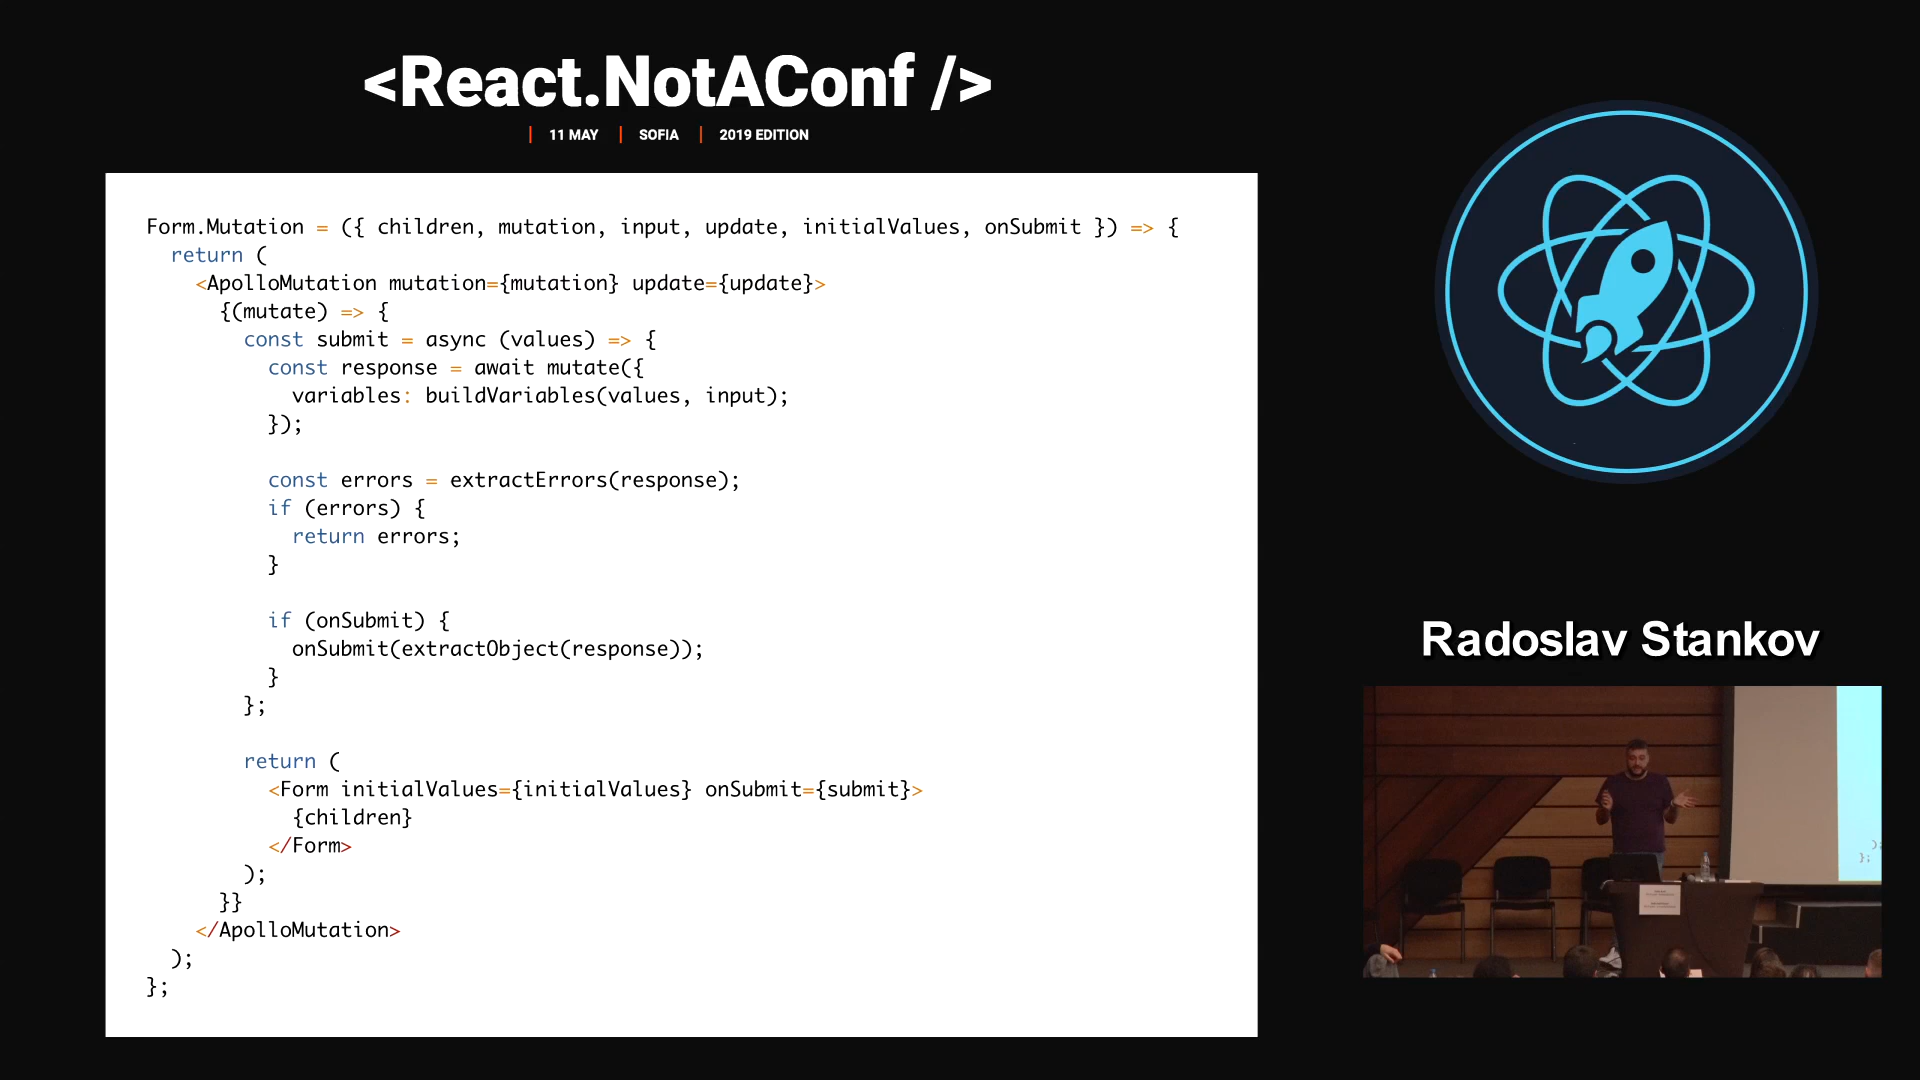 <React.NotAConf />
| 11 MAY | SOFIA | 2019 EDITION
Form.Mutation = ({ children, mutation, input, update, initialValues, onSubmit }) => {
  return (
    <ApolloMutation mutation={mutation} update={update}>
      {(mutate) => {
        const submit = async (values) => {
          const response = await mutate({
            variables: buildVariables(values, input);
          });

          const errors = extractErrors(response);
          if (errors) {
            return errors;
          }

          if (onSubmit) {
            onSubmit(extractObject(response));
          }
        };

        return (
          <Form initialValues={initialValues} onSubmit={submit}>
            {children}
          </Form>
        );
      }}
    </ApolloMutation>
  );
};
Radoslav Stankov
);
};